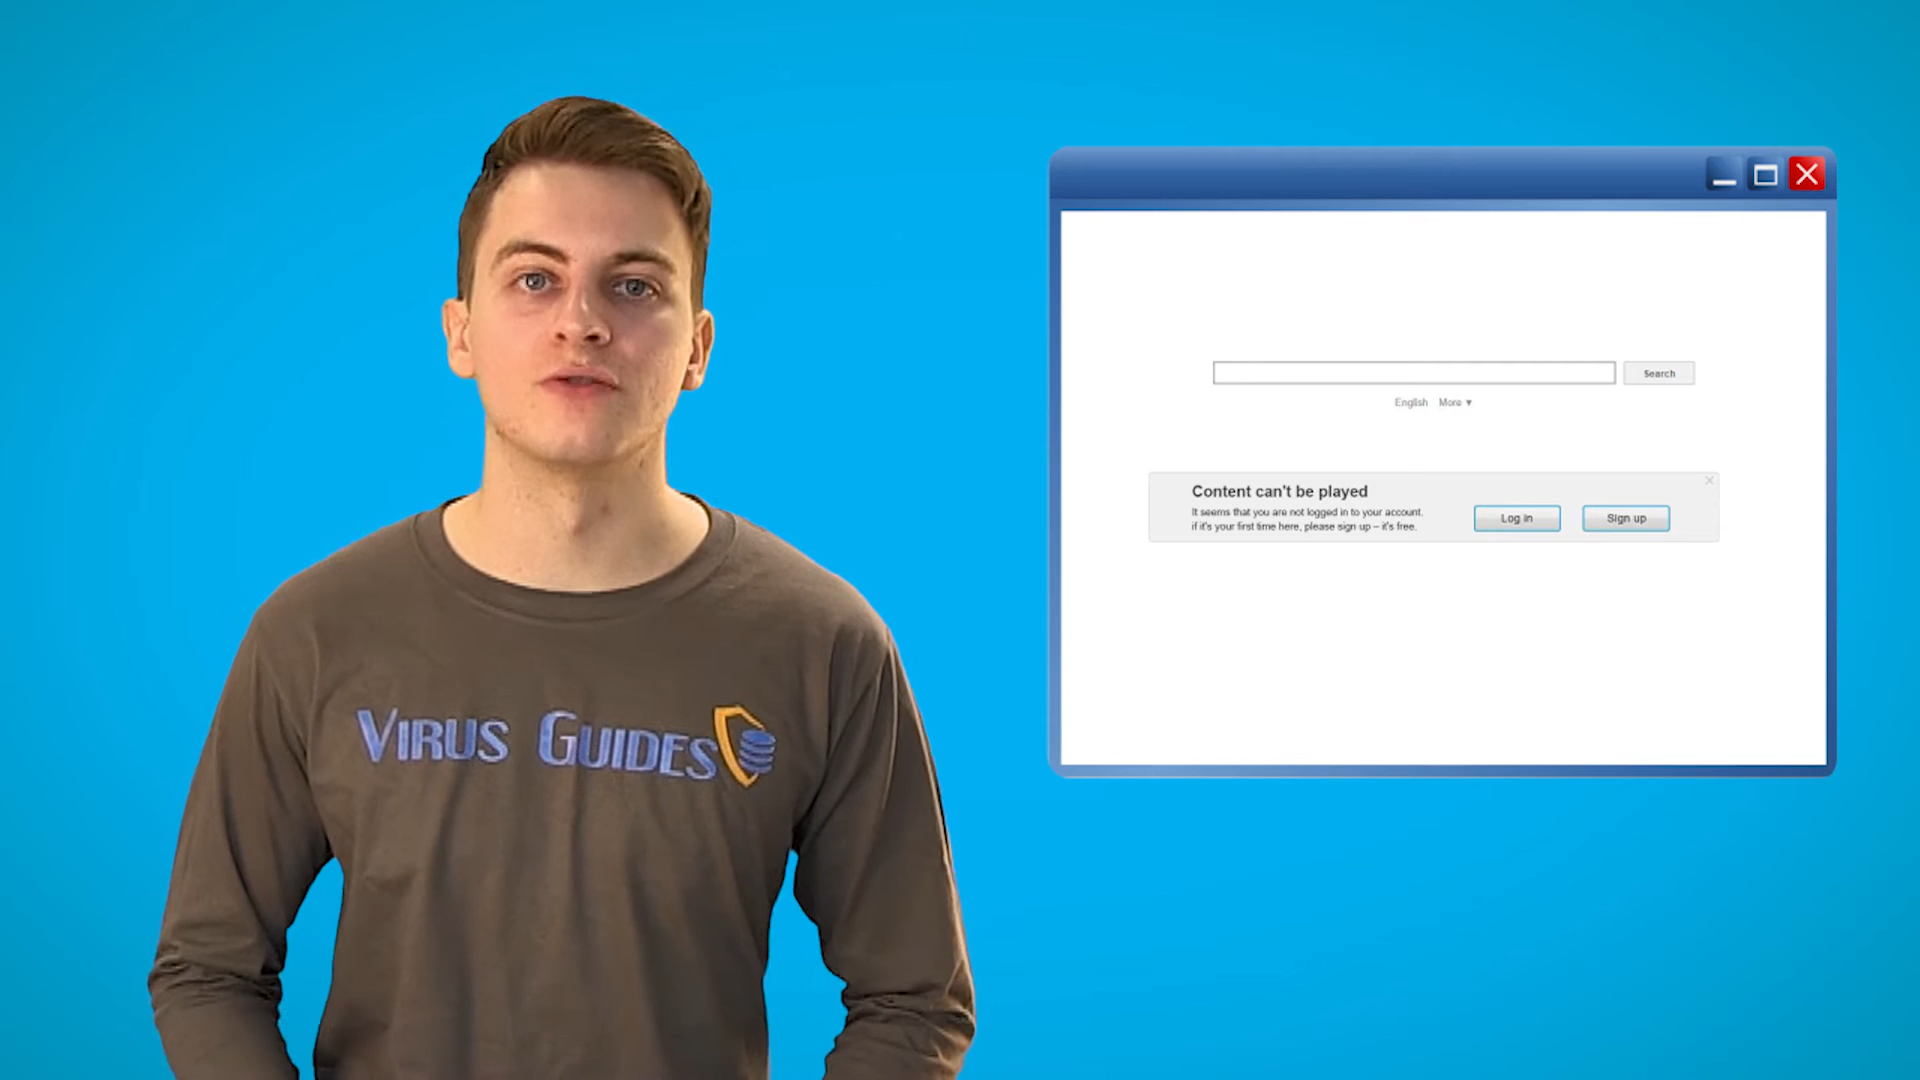 VIRUS GUIDES
Search
English More ▼
Content can't be played
It seems that you are not logged in to your account.
if it's your first time here, please sign up – it's free.
Log in
Sign up